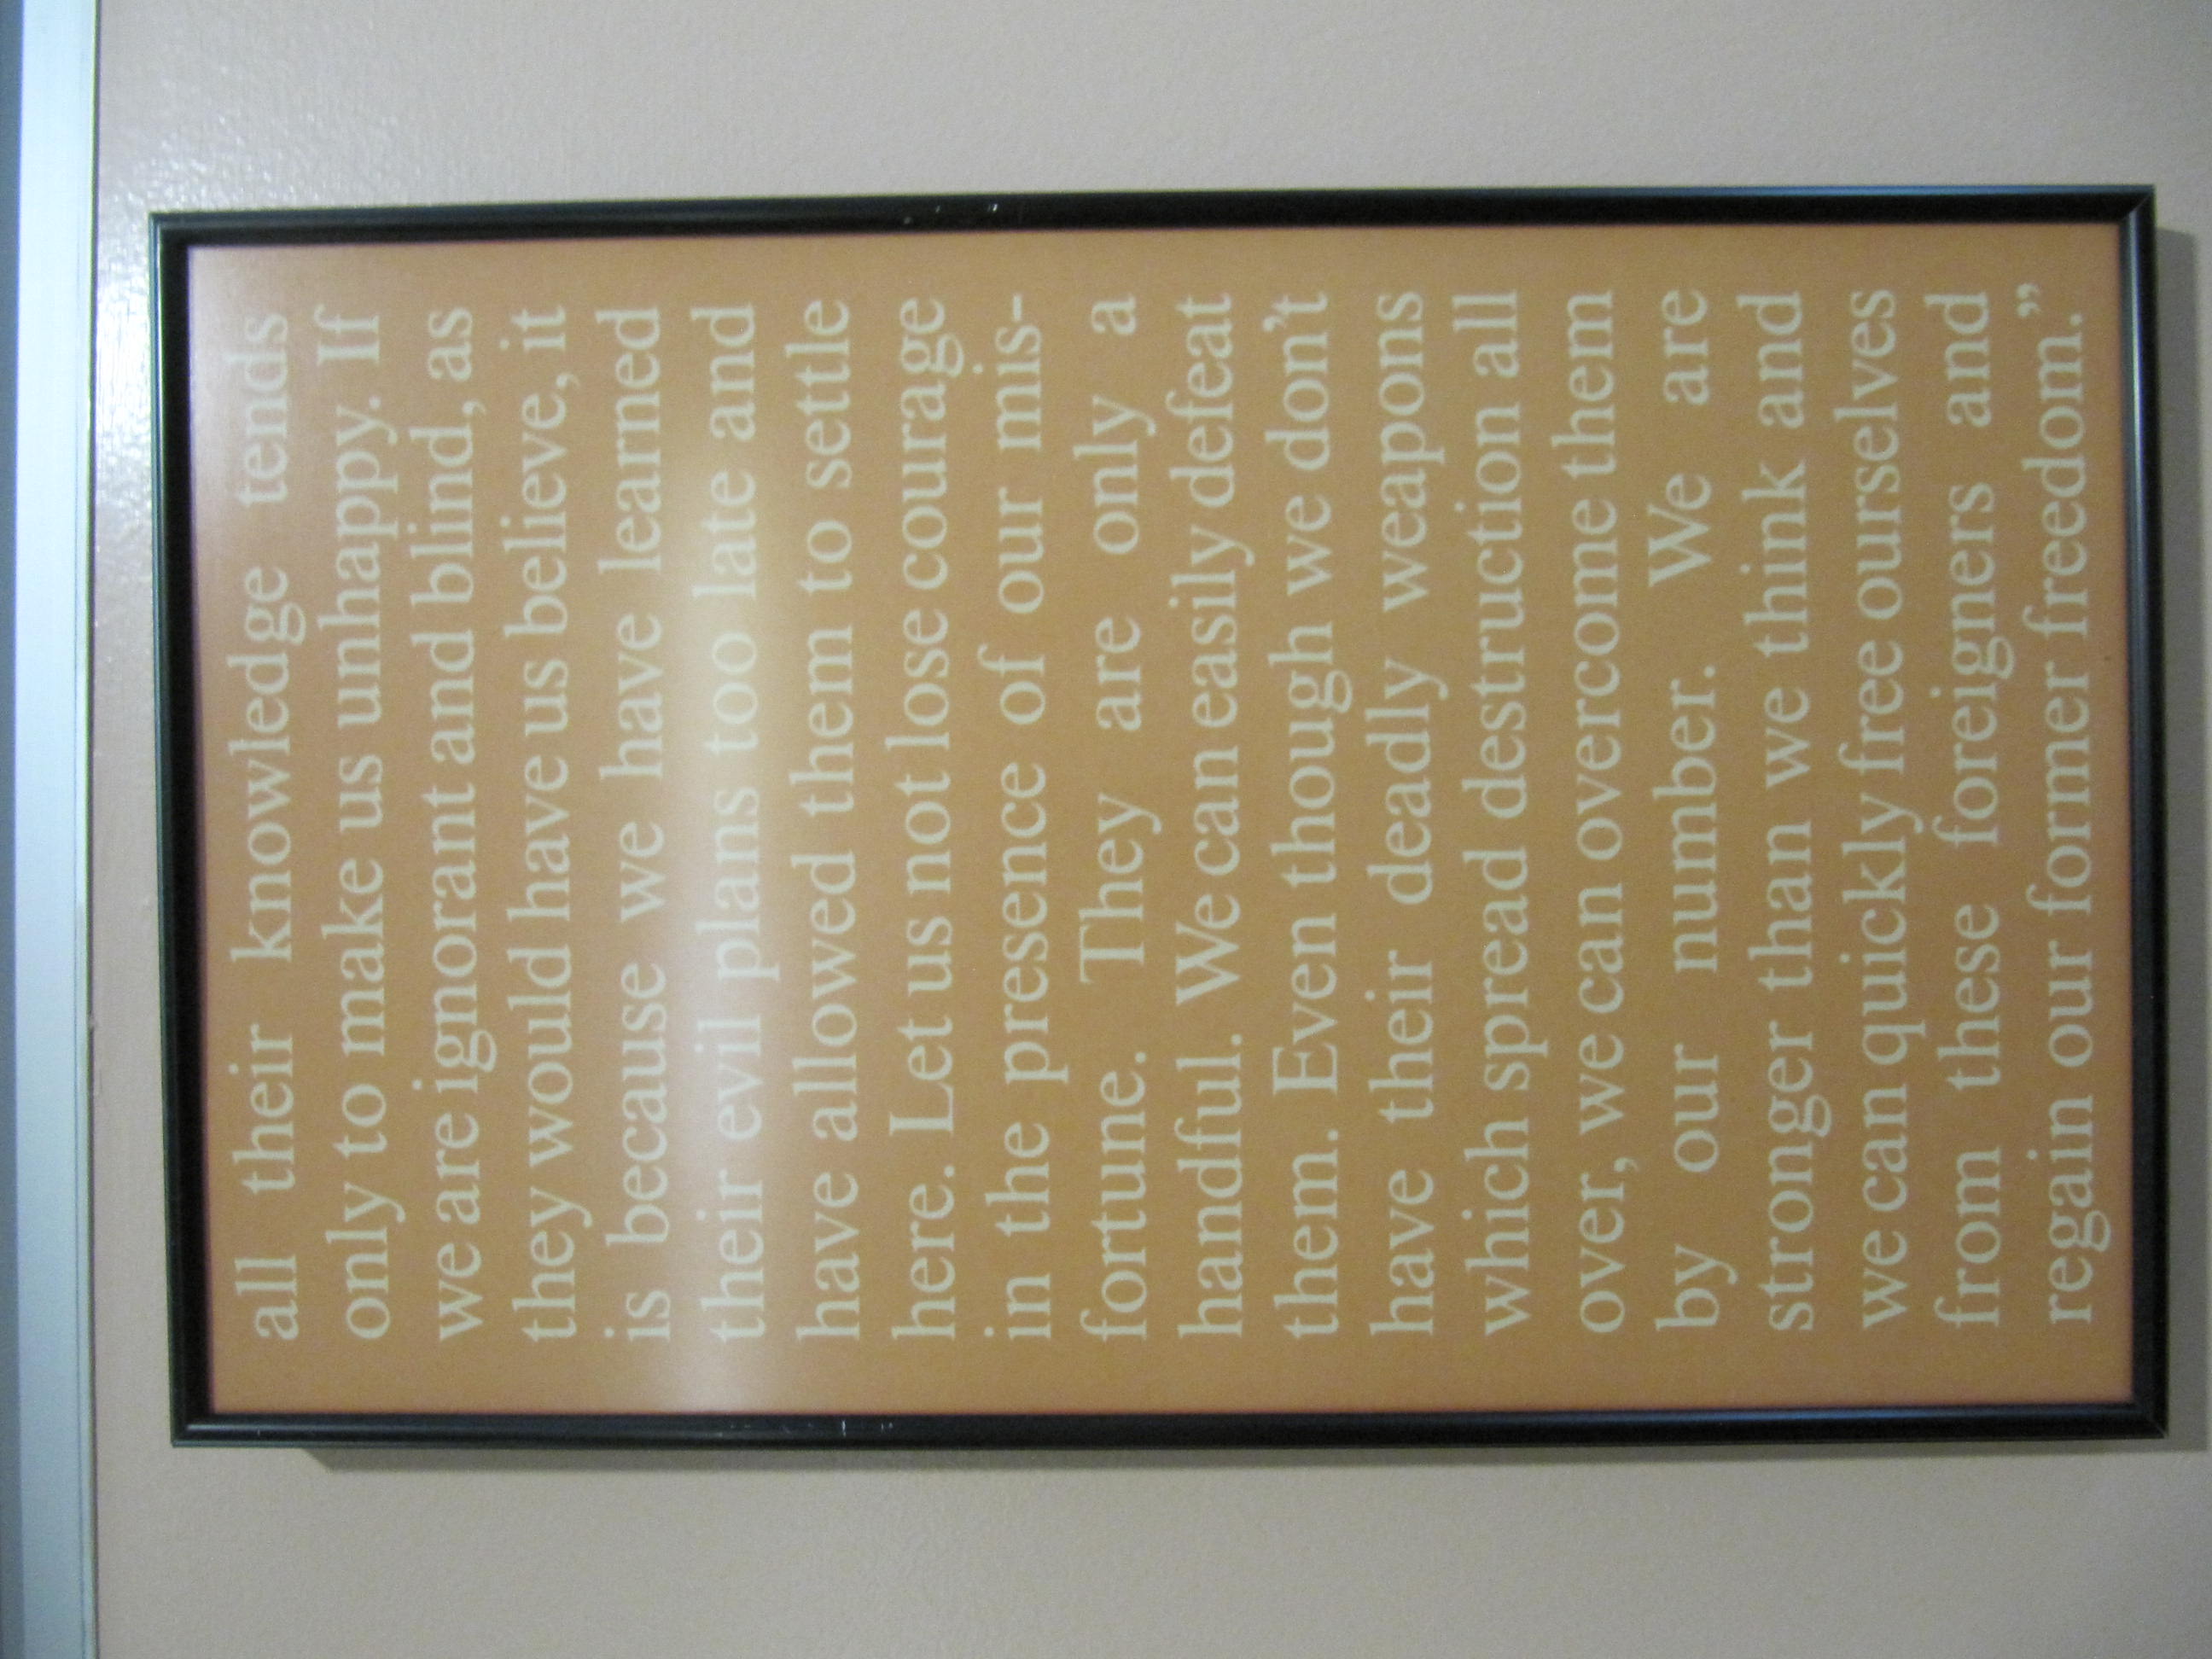 all their knowledge tends
only to make us unhappy. If
we are ignorant and blind, as
they would have us believe, it
is because we have learned
their evil plans too late and
have allowed them to settle
here. Let us not lose courage
in the presence of our mis-
fortune. They are only a
handful. We can easily defeat
them. Even though we don't
have their deadly weapons
which spread destruction all
over, we can overcome them
by our number. We are
stronger than we think and
we can quickly free ourselves
from these foreigners and
regain our former freedom.”